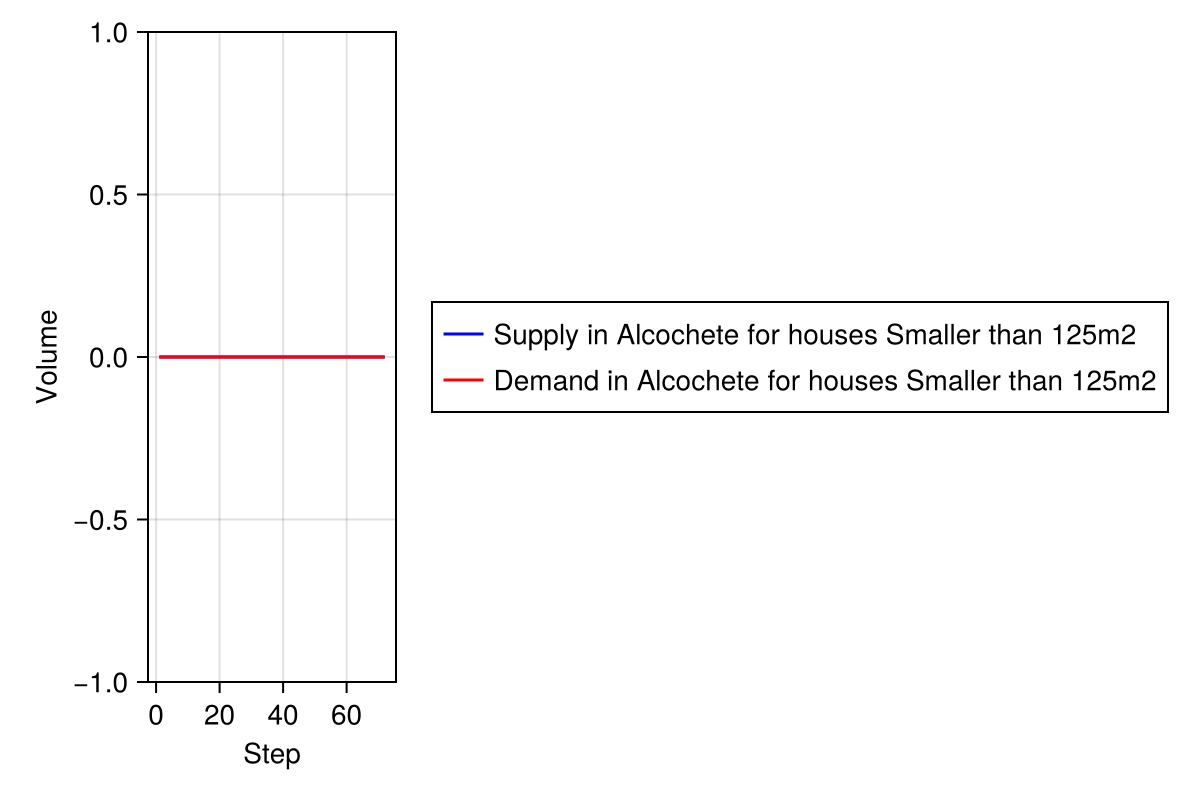 1.0
0.5
0.0
−0.5
−1.0
Volume
0 20 40 60
Step
Supply in Alcochete for houses Smaller than 125m2
Demand in Alcochete for houses Smaller than 125m2